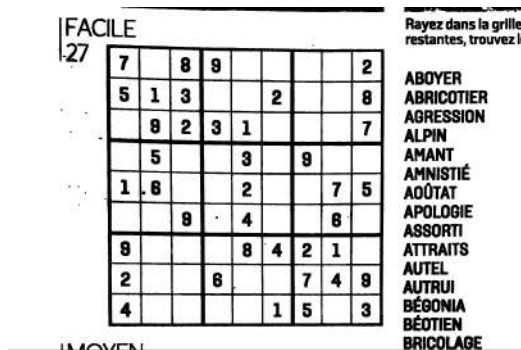 FACILE
27
7 8 9 2
5 1 3 2 8
9 2 3 1 7
5 3 9
1 6 2 7 5
9 4 6
9 8 4 2 1
2 6 7 4 9
4 1 5 3
MOYEN
Rayez dans la grille
restantes, trouvez
ABOYER
ABRICOTIER
AGRESSION
ALPIN
AMANT
AMNISTIÉ
AOÛTAT
APOLOGIE
ASSORTI
ATTRAITS
AUTEL
AUTRUI
BÉGONIA
BÉOTIEN
BRICOLAGE